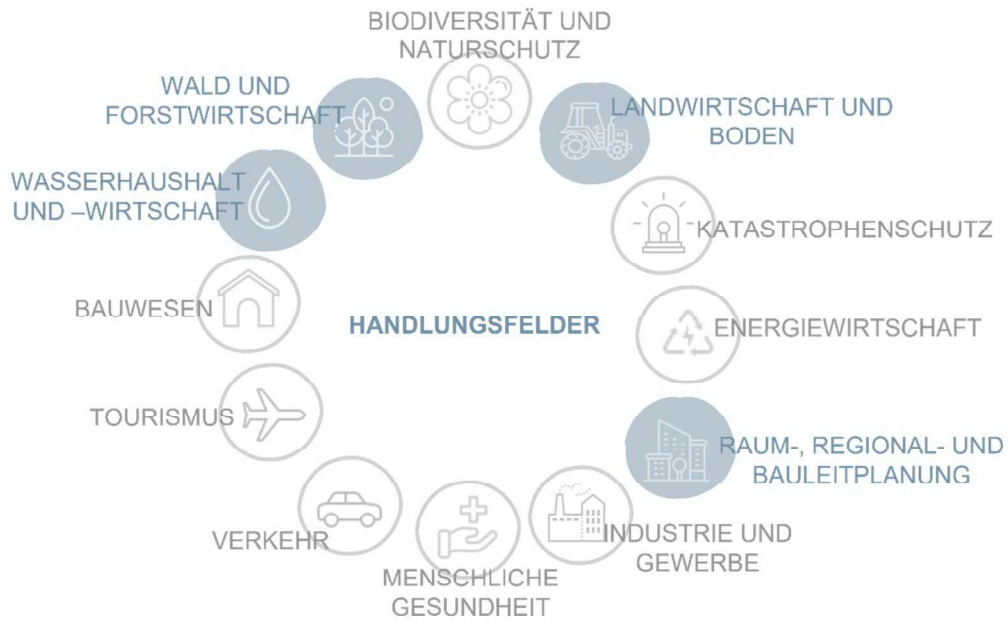 BIODIVERSITÄT UND
NATURSCHUTZ
LANDWIRTSCHAFT UND
BODEN
KATASTROPHENSCHUTZ
ENERGIEWIRTSCHAFT
RAUM-, REGIONAL- UND
BAULEITPLANUNG
INDUSTRIE UND
GEWERBE
MENSCHLICHE
GESUNDHEIT
VERKEHR
TOURISMUS
BAUWESEN
WASSERHAUSHALT
UND –WIRTSCHAFT
WALD UND
FORSTWIRTSCHAFT
HANDLUNGSFELDER